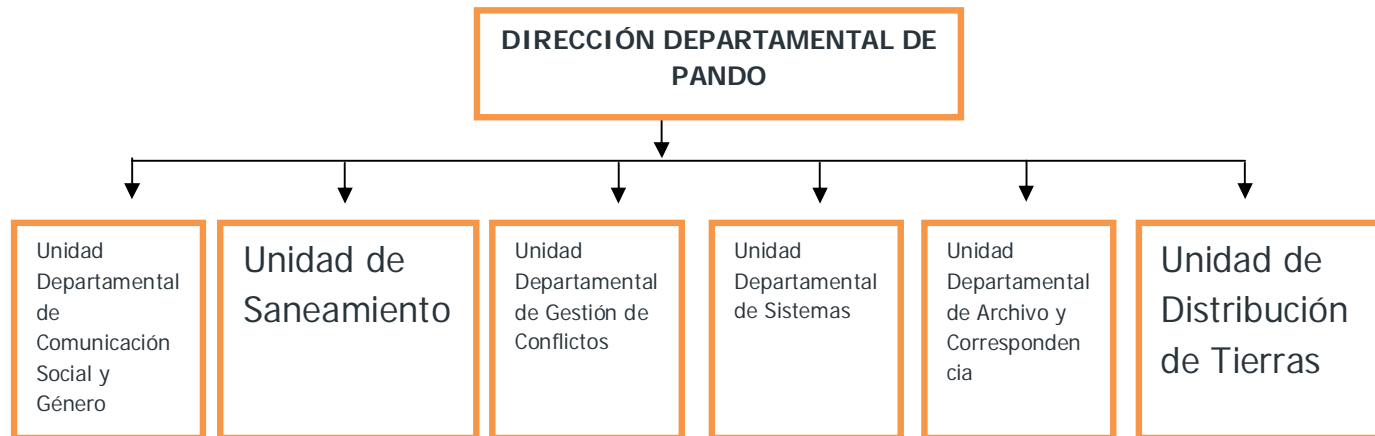 DIRECCIÓN DEPARTAMENTAL DE
PANDO
Unidad
Departamental
de
Comunicación
Social y
Género
Unidad de
Saneamiento
Unidad
Departamental
de Gestión de
Conflictos
Unidad
Departamental
de Sistemas
Unidad
Departamental
de Archivo y
Corresponden
cia
Unidad de
Distribución
de Tierras